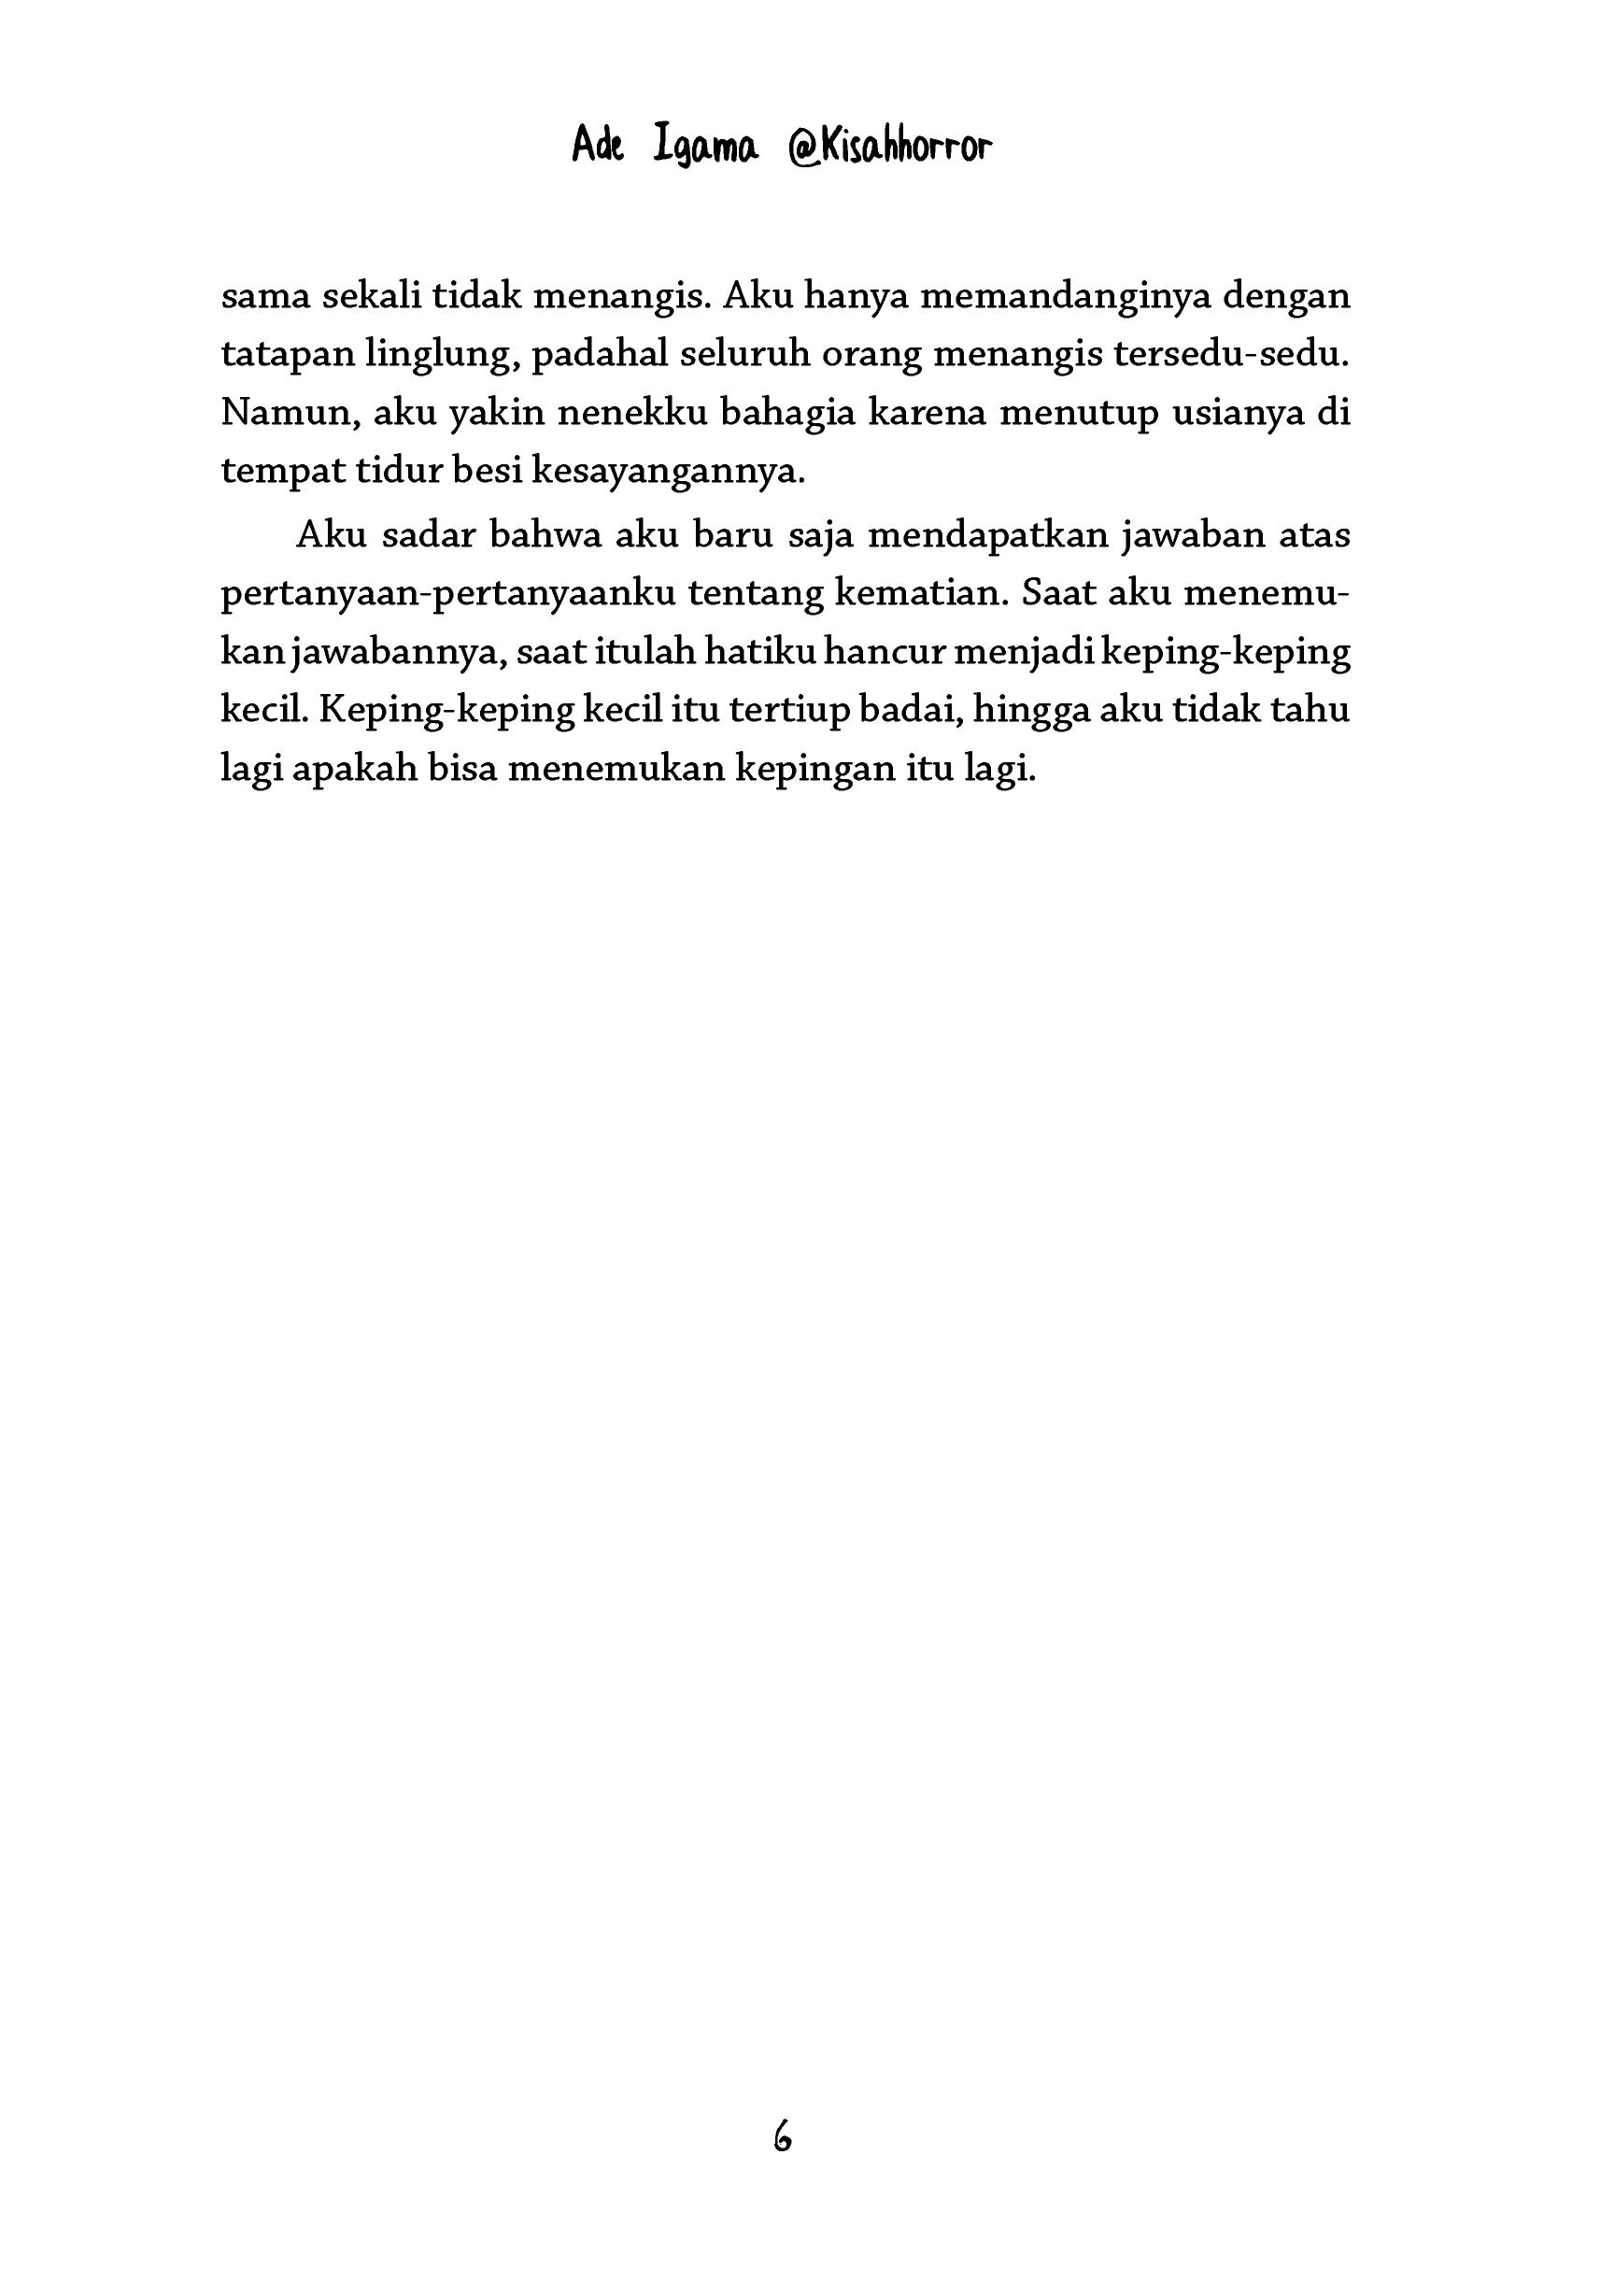 Ade Igama @Kisahhorror
sama sekali tidak menangis. Aku hanya memandanginya dengan
tatapan linglung, padahal seluruh orang menangis tersedu-sedu.
Namun, aku yakin nenekku bahagia karena menutup usianya di
tempat tidur besi kesayangannya.
Aku sadar bahwa aku baru saja mendapatkan jawaban atas
pertanyaan-pertanyaanku tentang kematian. Saat aku menemu-
kan jawabannya, saat itulah hatiku hancur menjadi keping-keping
kecil. Keping-keping kecil itu tertiup badai, hingga aku tidak tahu
lagi apakah bisa menemukan kepingan itu lagi.
6